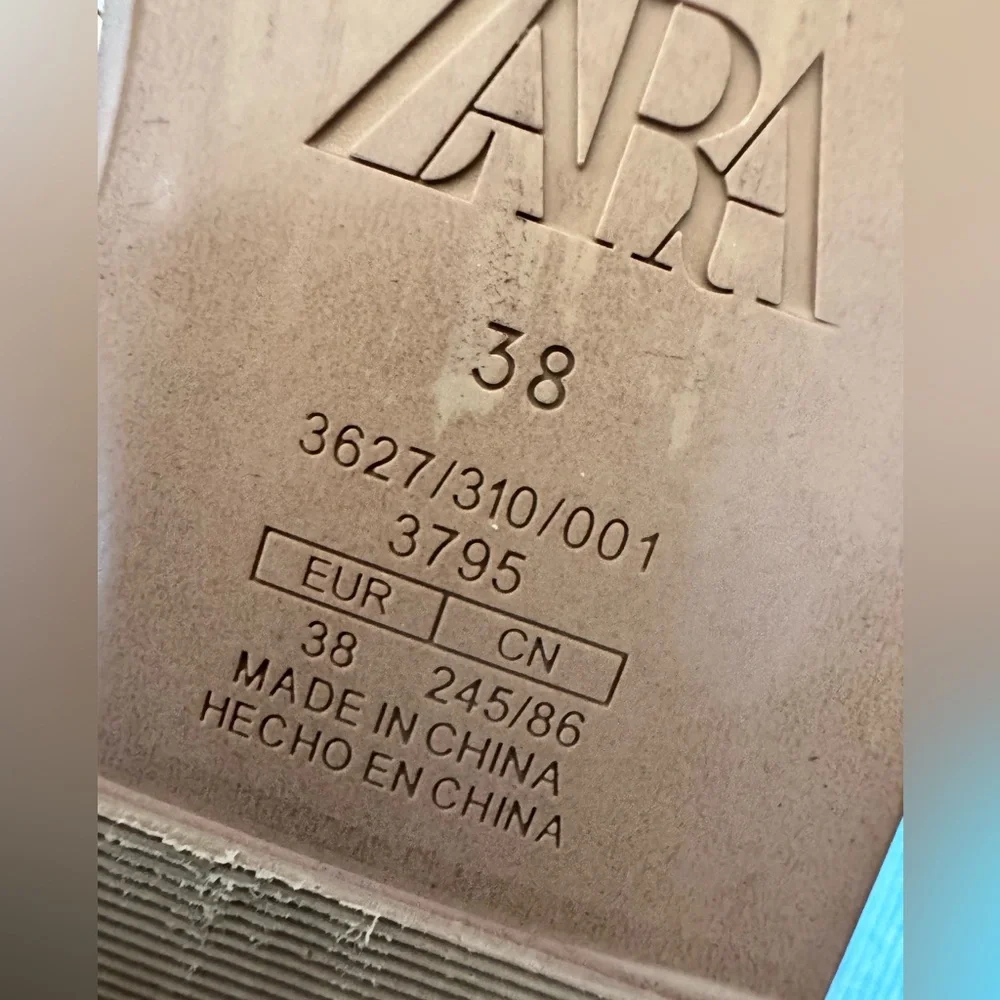 ZARA
38
3627/310/001
3795
EUR CN
38 245/86
MADE IN CHINA
HECHO EN CHINA